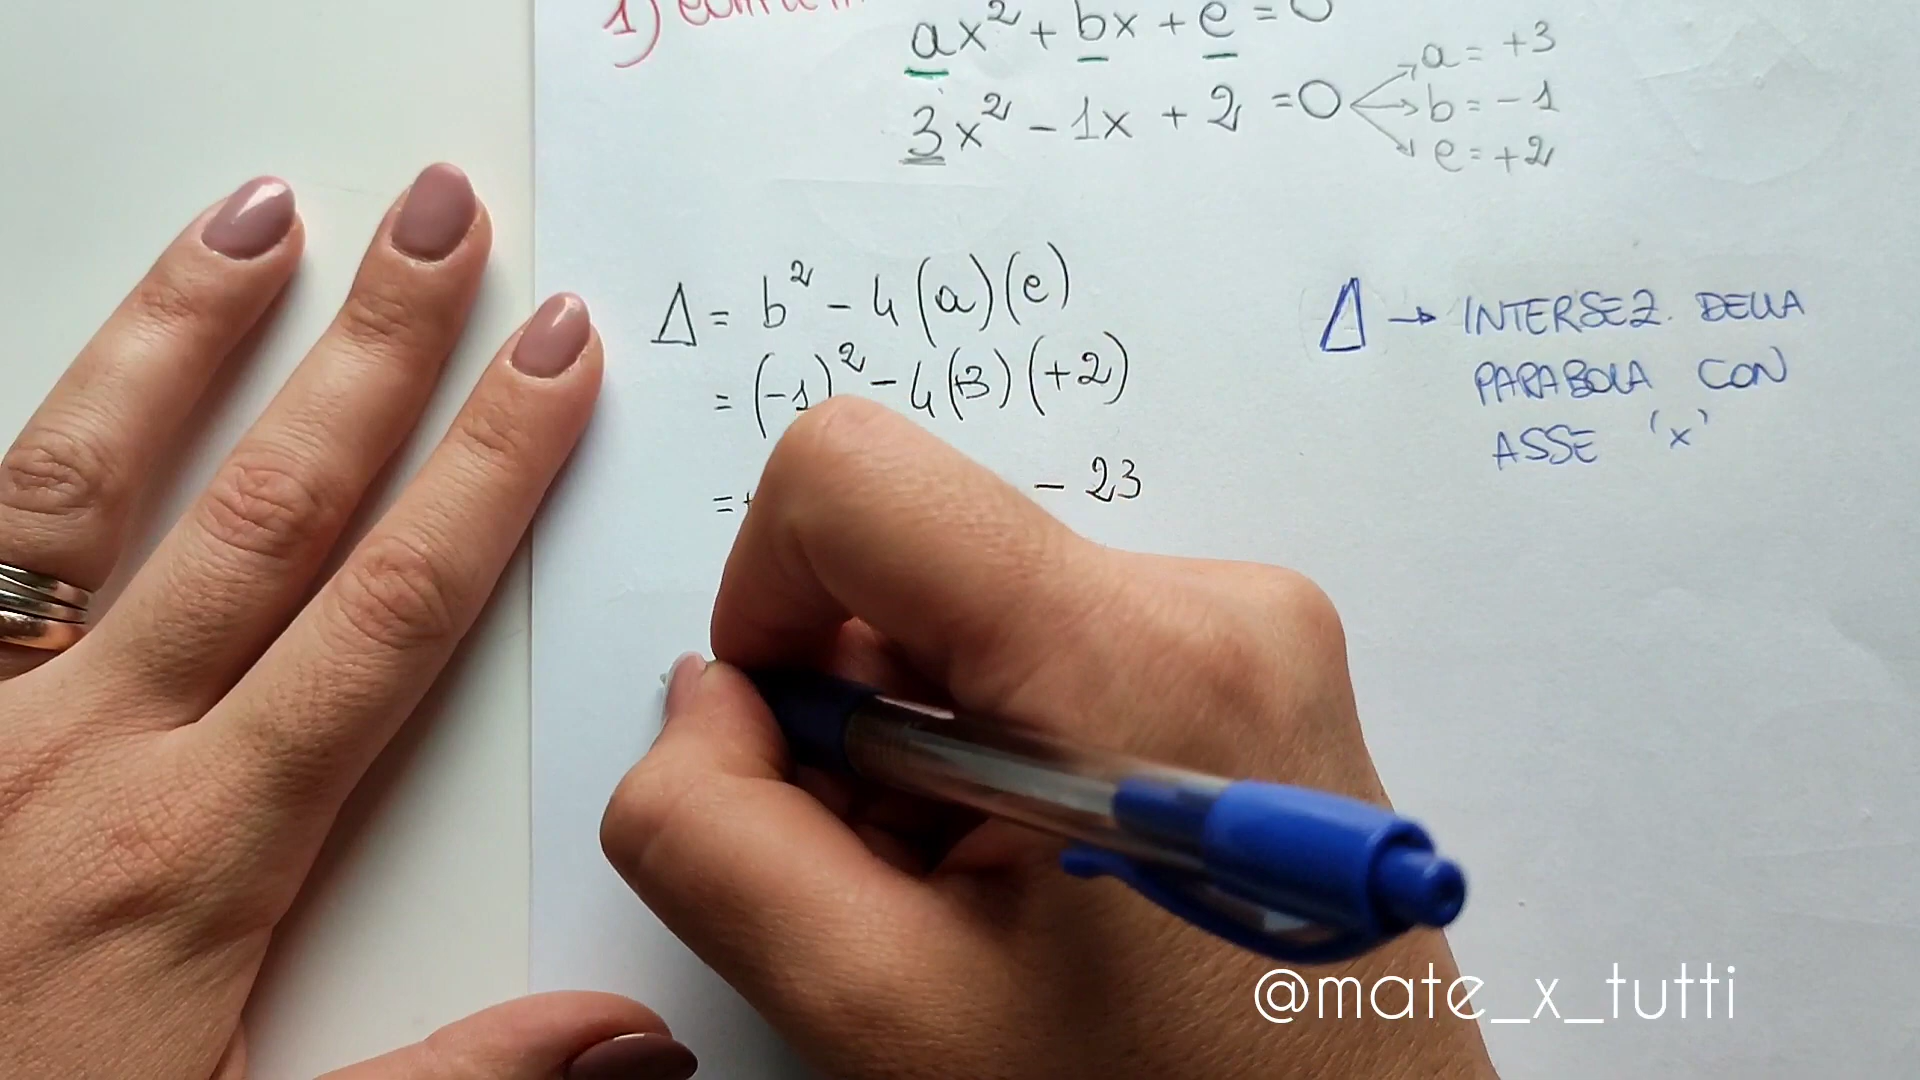 1)
ax² + bx + c = 0
3x² - 1x + 2 = 0
a = +3
b = -1
c = +2
Δ = b² - 4(a)(c)
= (-1)² - 4(+3)(+2)
= + - 23
Δ → INTERSEZ. DELLA
PARABOLA CON
ASSE 'x'
@mate_x_tutti